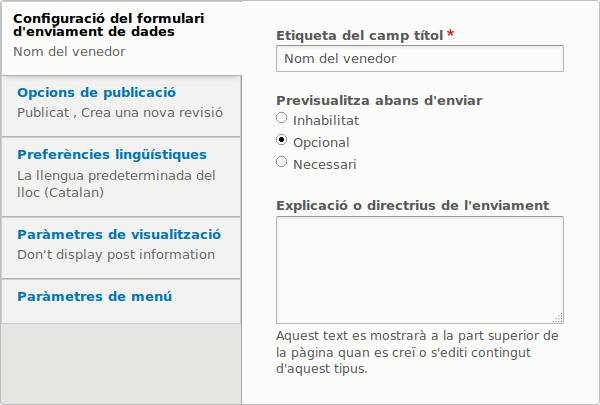 Configuració del formulari
d'enviament de dades
Nom del venedor
Opcions de publicació
Publicat , Crea una nova revisió
Preferències lingüístiques
La llengua predeterminada del
lloc (Catalan)
Paràmetres de visualització
Don't display post information
Paràmetres de menú
Etiqueta del camp títol *
Nom del venedor
Previsualitza abans d'enviar
Inhabilitat
Opcional
Necessari
Explicació o directrius de l'enviament
Aquest text es mostrarà a la part superior de
la pàgina quan es creï o s'editi contingut
d'aquest tipus.